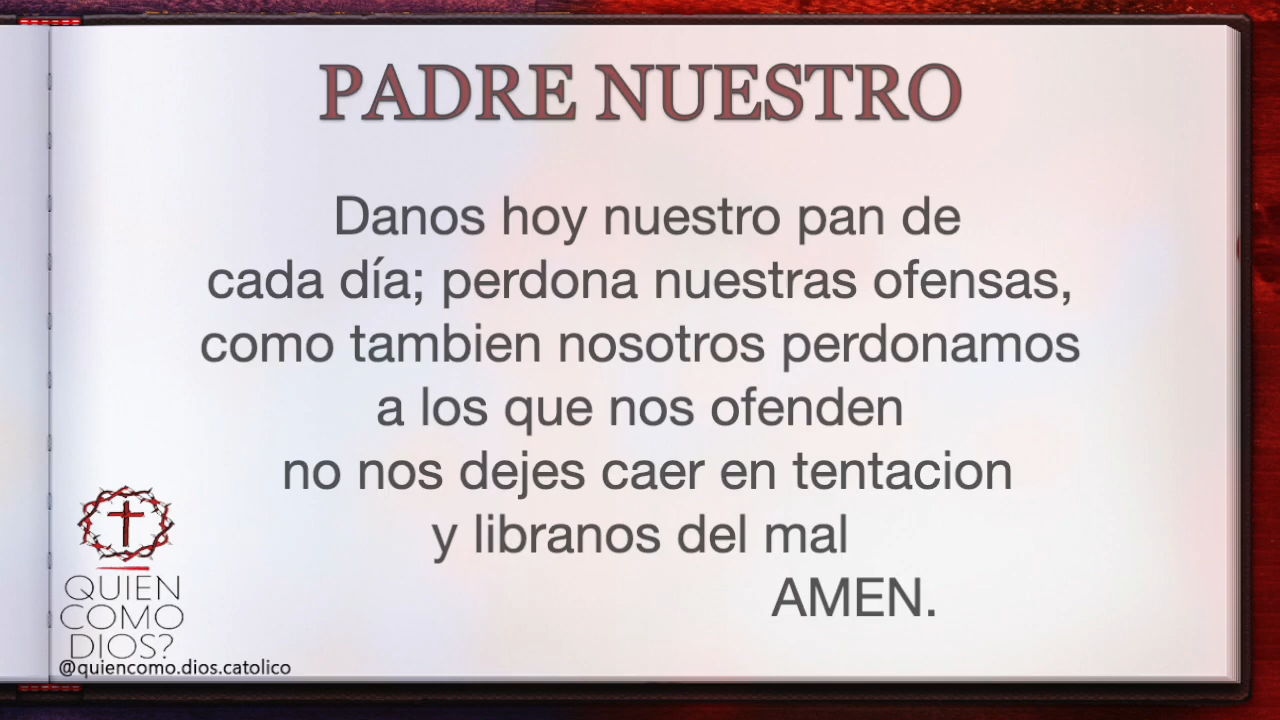 PADRE NUESTRO
Danos hoy nuestro pan de
cada día; perdona nuestras ofensas,
como tambien nosotros perdonamos
a los que nos ofenden
no nos dejes caer en tentacion
y libranos del mal
AMEN.
QUIEN
COMO
DIOS?
@quiencomo.dios.catolico